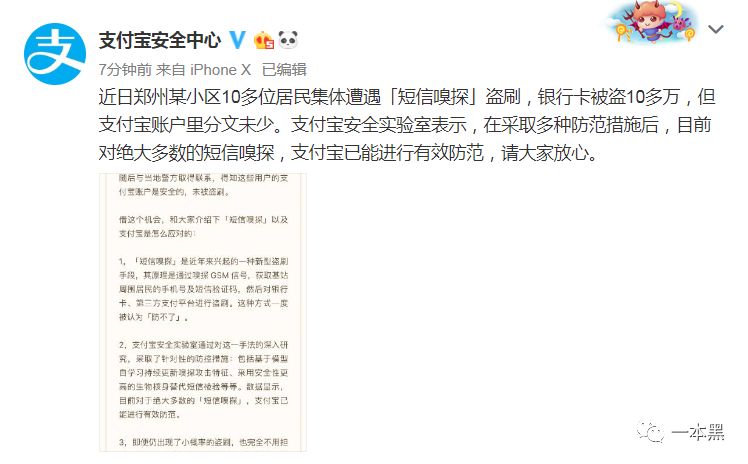 支
支付宝安全中心
7分钟前 来自 iPhone X 已编辑
近日郑州某小区10多位居民集体遭遇「短信嗅探」盗刷，银行卡被盗10多万，但
支付宝账户里分文未少。支付宝安全实验室表示，在采取多种防范措施后，目前
对绝大多数的短信嗅探，支付宝已能进行有效防范，请大家放心。
随后与当地警方取得联系，得知这些用户的支
付宝账户是安全的，未被盗刷。
借这个机会，和大家介绍下「短信嗅探」以及
支付宝是怎么应对的：
1，「短信嗅探」是近年来兴起的一种新型盗刷
手段，其原理是通过嗅探 GSM 信号，获取基站
周围居民的手机号及短信验证码，然后对银行
卡、第三方支付平台进行盗刷。这种方式一度
被认为「防不了」。
2，支付宝安全实验室通过对这一手法的深入研
究，采取了针对性的防控措施：包括基于模型
自学习持续更新嗅探攻击特征、采用安全性更
高的生物核身替代短信校验等等。数据显示，
目前对于绝大多数的「短信嗅探」，支付宝已
能进行有效防范。
3，即便仍出现了小概率的盗刷，也完全不用担
一本黑